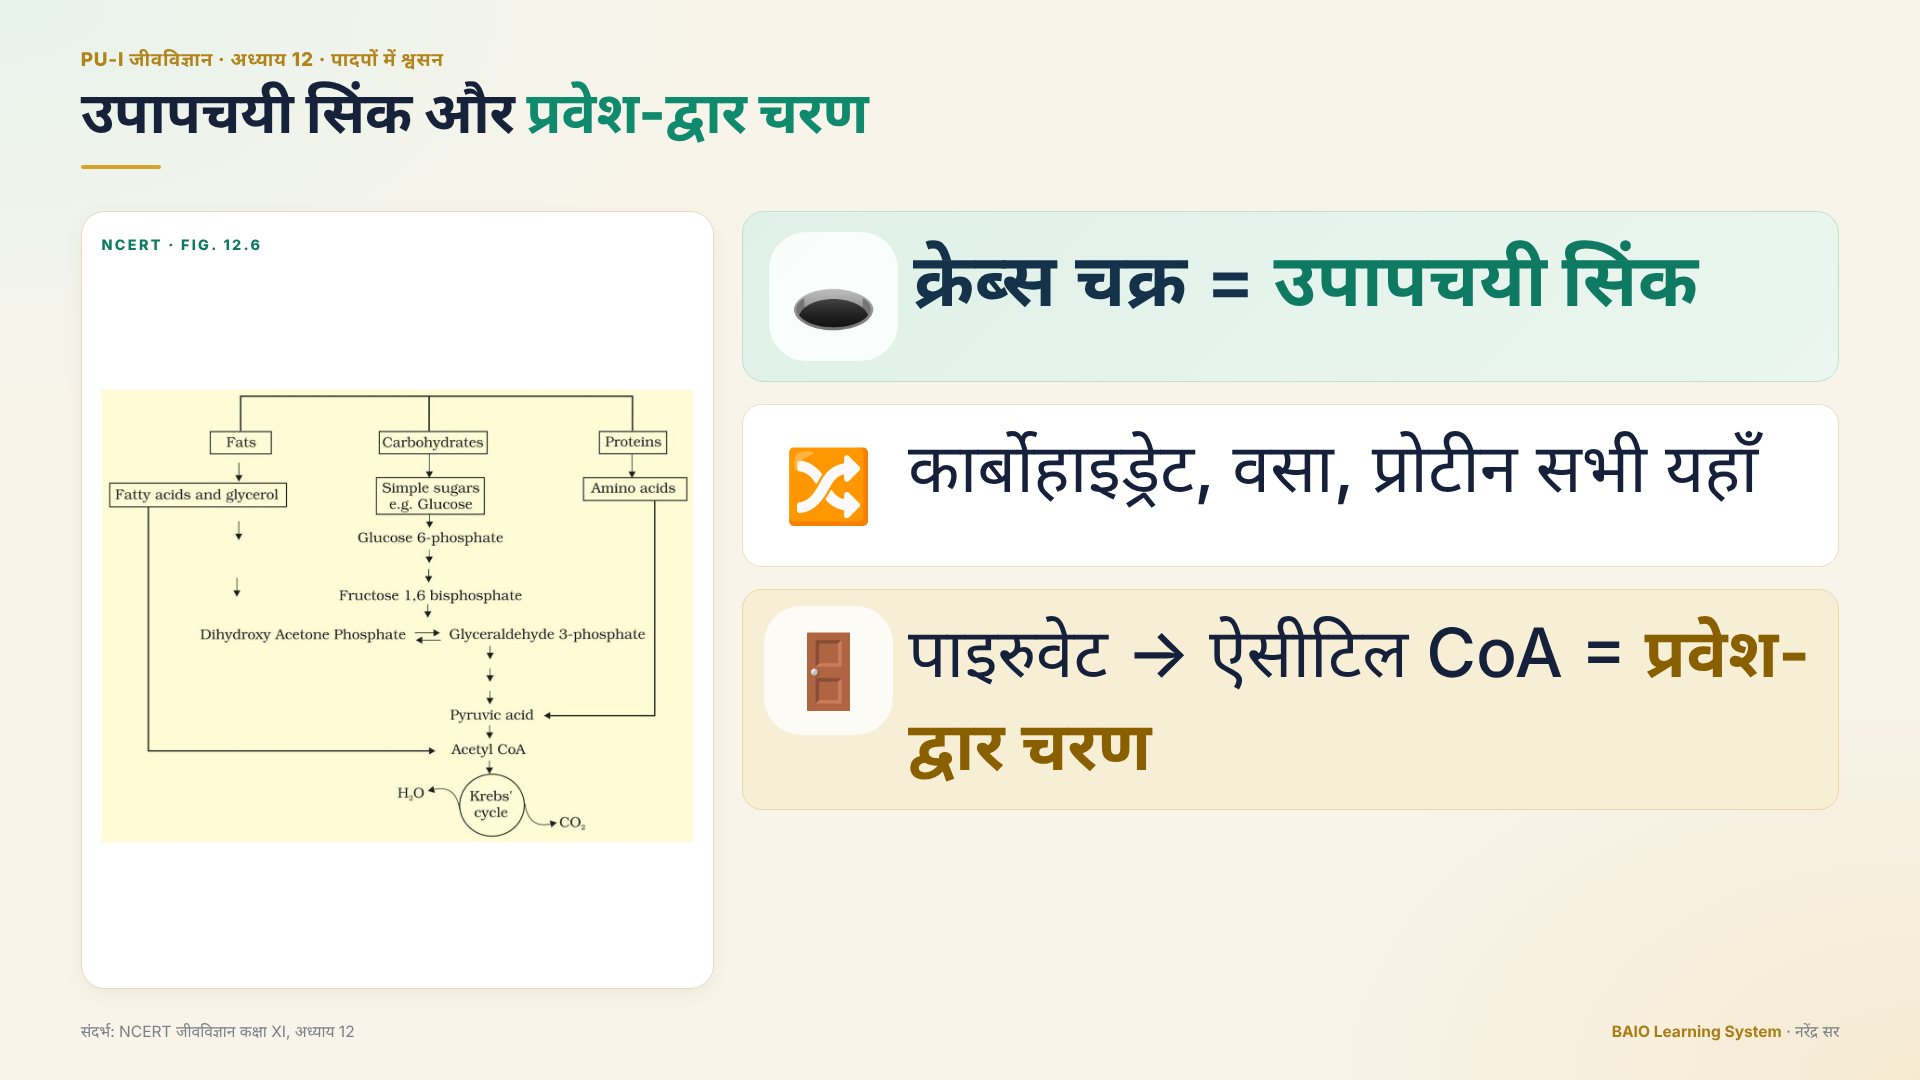 PU-I जीवविज्ञान · अध्याय 12 · पादपों में श्वसन
उपापचयी सिंक और प्रवेश-द्वार चरण
NCERT · FIG. 12.6
Fats
Carbohydrates
Proteins
Fatty acids and glycerol
Simple sugars
e.g. Glucose
Amino acids
Glucose 6-phosphate
Fructose 1,6 bisphosphate
Dihydroxy Acetone Phosphate
Glyceraldehyde 3-phosphate
Pyruvic acid
Acetyl CoA
H₂O
Krebs’
cycle
CO₂
क्रेब्स चक्र = उपापचयी सिंक
कार्बोहाइड्रेट, वसा, प्रोटीन सभी यहाँ
पाइरुवेट → ऐसीटिल CoA = प्रवेश-
द्वार चरण
संदर्भ: NCERT जीवविज्ञान कक्षा XI, अध्याय 12
BAIO Learning System · नरेंद्र सर